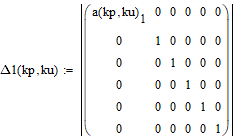 a(kp,ku)₁ 0 0 0 0 0
0 1 0 0 0 0
0 0 1 0 0 0
Δ1(kp,ku) :=
0 0 0 1 0 0
0 0 0 0 1 0
0 0 0 0 0 1